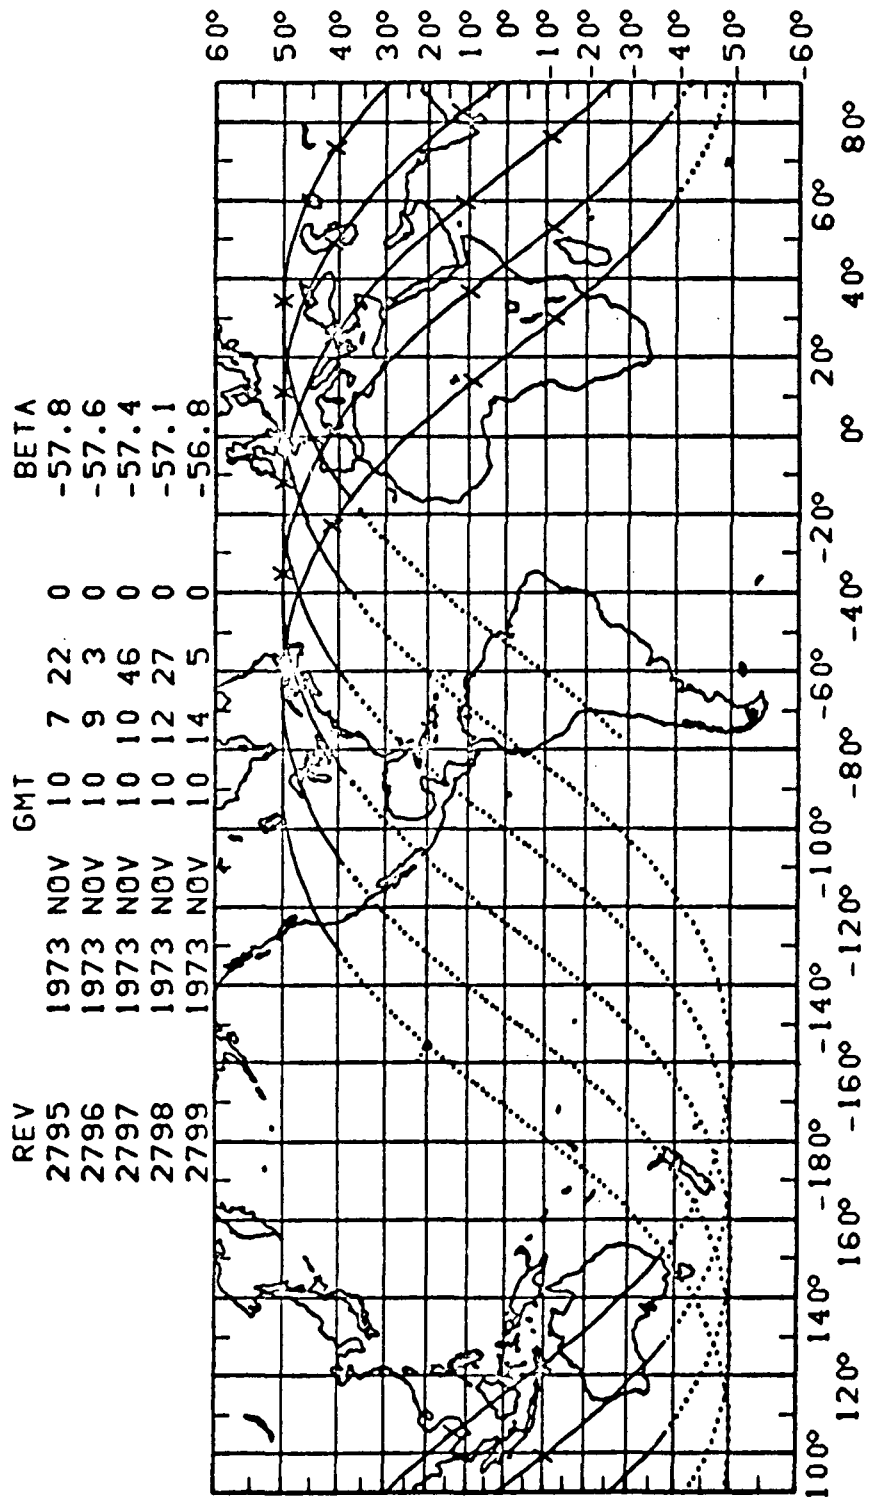 REV GMT BETA
2795 1973 NOV 10 7 22 0 -57.8
2796 1973 NOV 10 9 3 0 -57.6
2797 1973 NOV 10 10 46 0 -57.4
2798 1973 NOV 10 12 27 0 -57.1
2799 1973 NOV 10 14 5 0 -56.8
60°
50°
40°
30°
20°
10°
0°
-10°
-20°
-30°
-40°
-50°
-60°
100° 120° 140° 160° -180° -160° -140° -120° -100° -80° -60° -40° -20° 0° 20° 40° 60° 80°